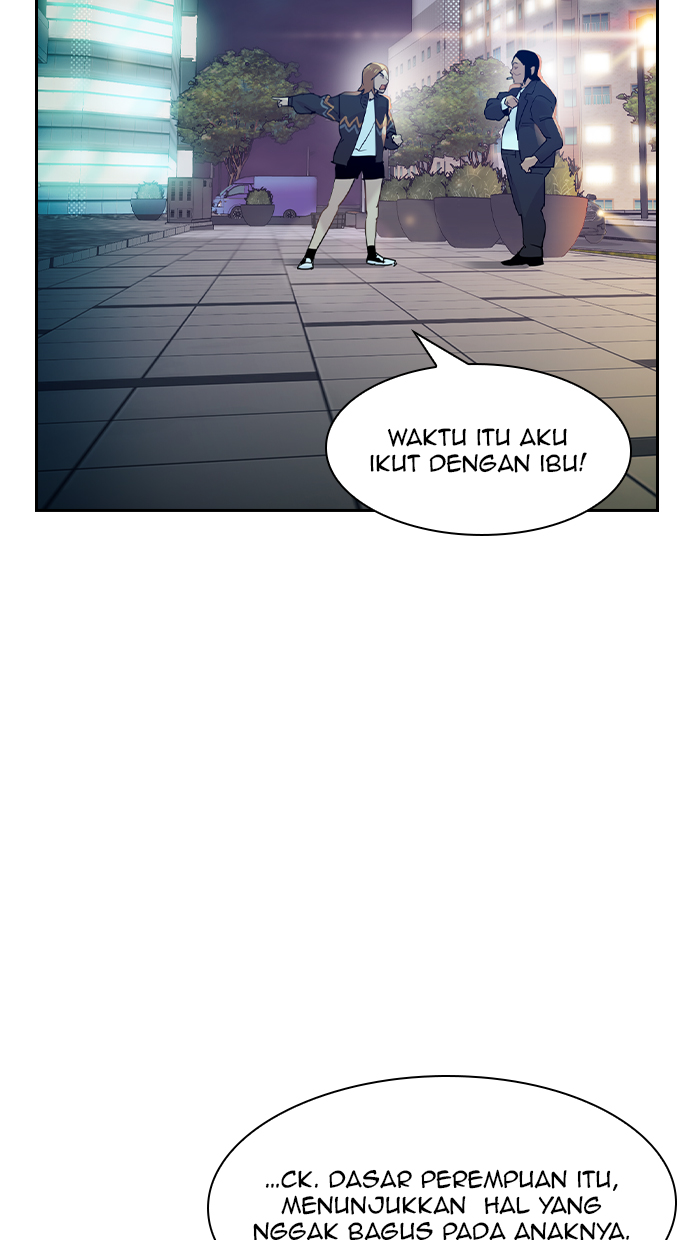 WAKTU ITU AKU
IKUT DENGAN IBU!
...CK. DASAR PEREMPUAN ITU,
MENUNJUKKAN HAL YANG
NGGAK BAGUS PADA ANAKNYA.